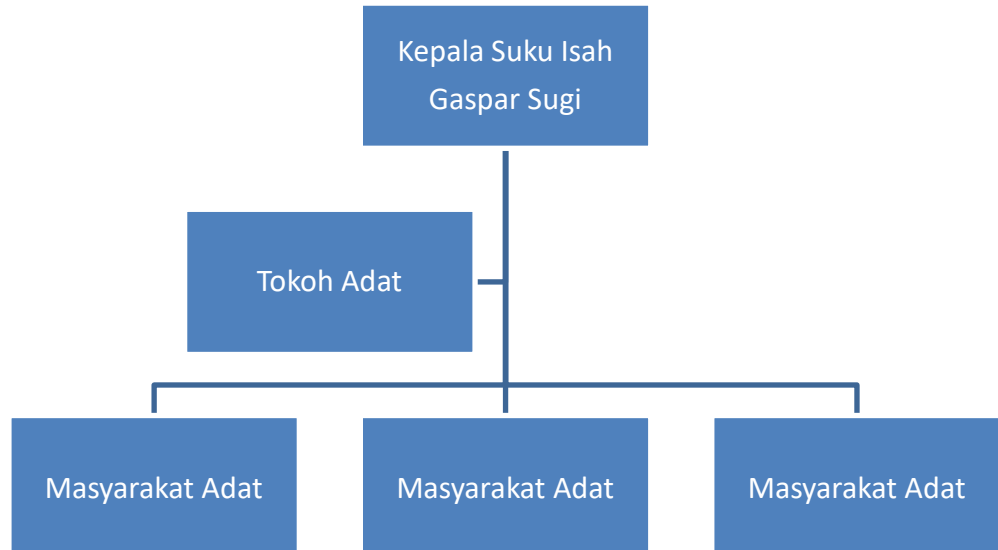 Kepala Suku Isah
Gaspar Sugi
Tokoh Adat
Masyarakat Adat
Masyarakat Adat
Masyarakat Adat